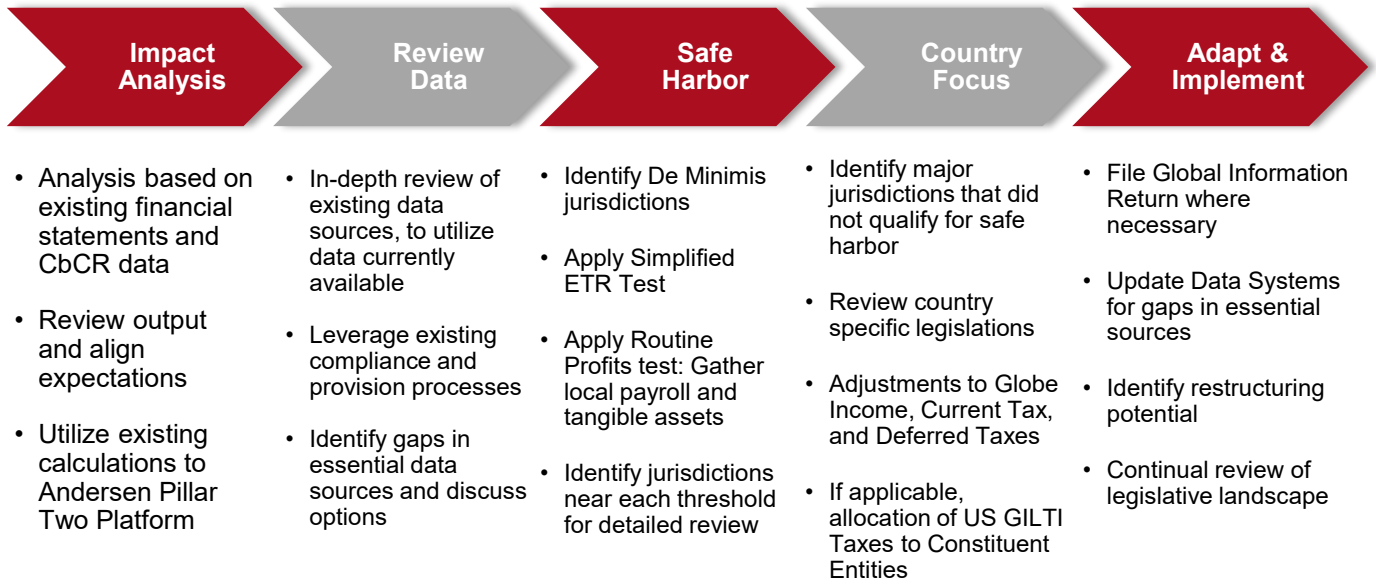 Impact
Analysis
Review
Data
Safe
Harbor
Country
Focus
Adapt &
Implement
• Analysis based on
existing financial
statements and
CbCR data
• Review output
and align
expectations
• Utilize existing
calculations to
Andersen Pillar
Two Platform
• In-depth review of
existing data
sources, to utilize
data currently
available
• Leverage existing
compliance and
provision processes
• Identify gaps in
essential data
sources and discuss
options
• Identify De Minimis
jurisdictions
• Apply Simplified
ETR Test
• Apply Routine
Profits test: Gather
local payroll and
tangible assets
• Identify jurisdictions
near each threshold
for detailed review
• Identify major
jurisdictions that did
not qualify for safe
harbor
• Review country
specific legislations
• Adjustments to Globe
Income, Current Tax,
and Deferred Taxes
• If applicable,
allocation of US GILTI
Taxes to Constituent
Entities
• File Global Information
Return where
necessary
• Update Data Systems
for gaps in essential
sources
• Identify restructuring
potential
• Continual review of
legislative landscape